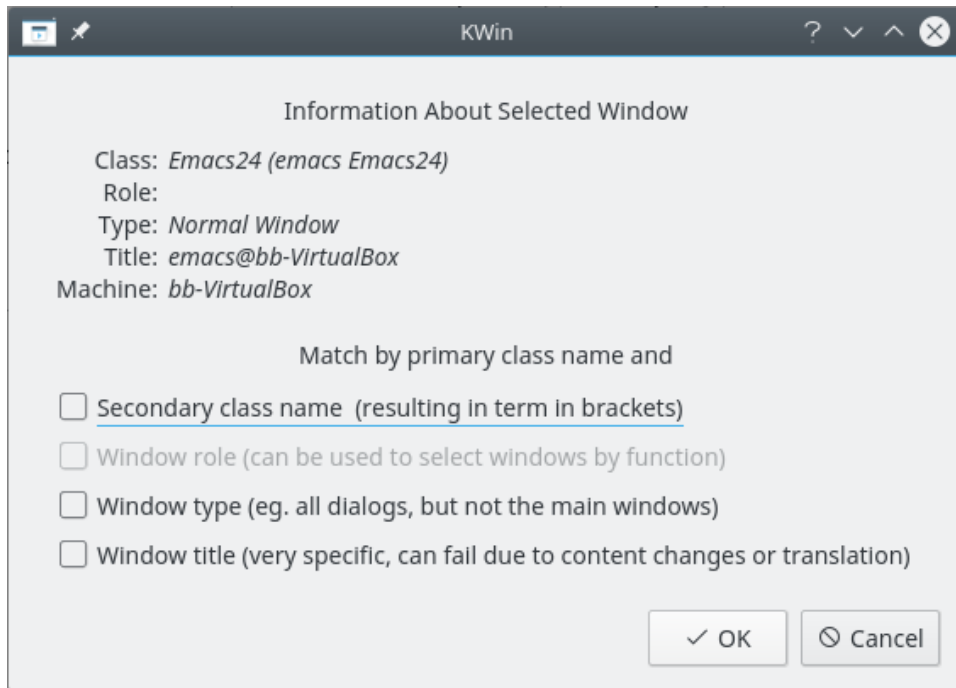 KWin
Information About Selected Window
Class: Emacs24 (emacs Emacs24)
Role:
Type: Normal Window
Title: emacs@bb-VirtualBox
Machine: bb-VirtualBox
Match by primary class name and
Secondary class name (resulting in term in brackets)
Window role (can be used to select windows by function)
Window type (eg. all dialogs, but not the main windows)
Window title (very specific, can fail due to content changes or translation)
OK Cancel